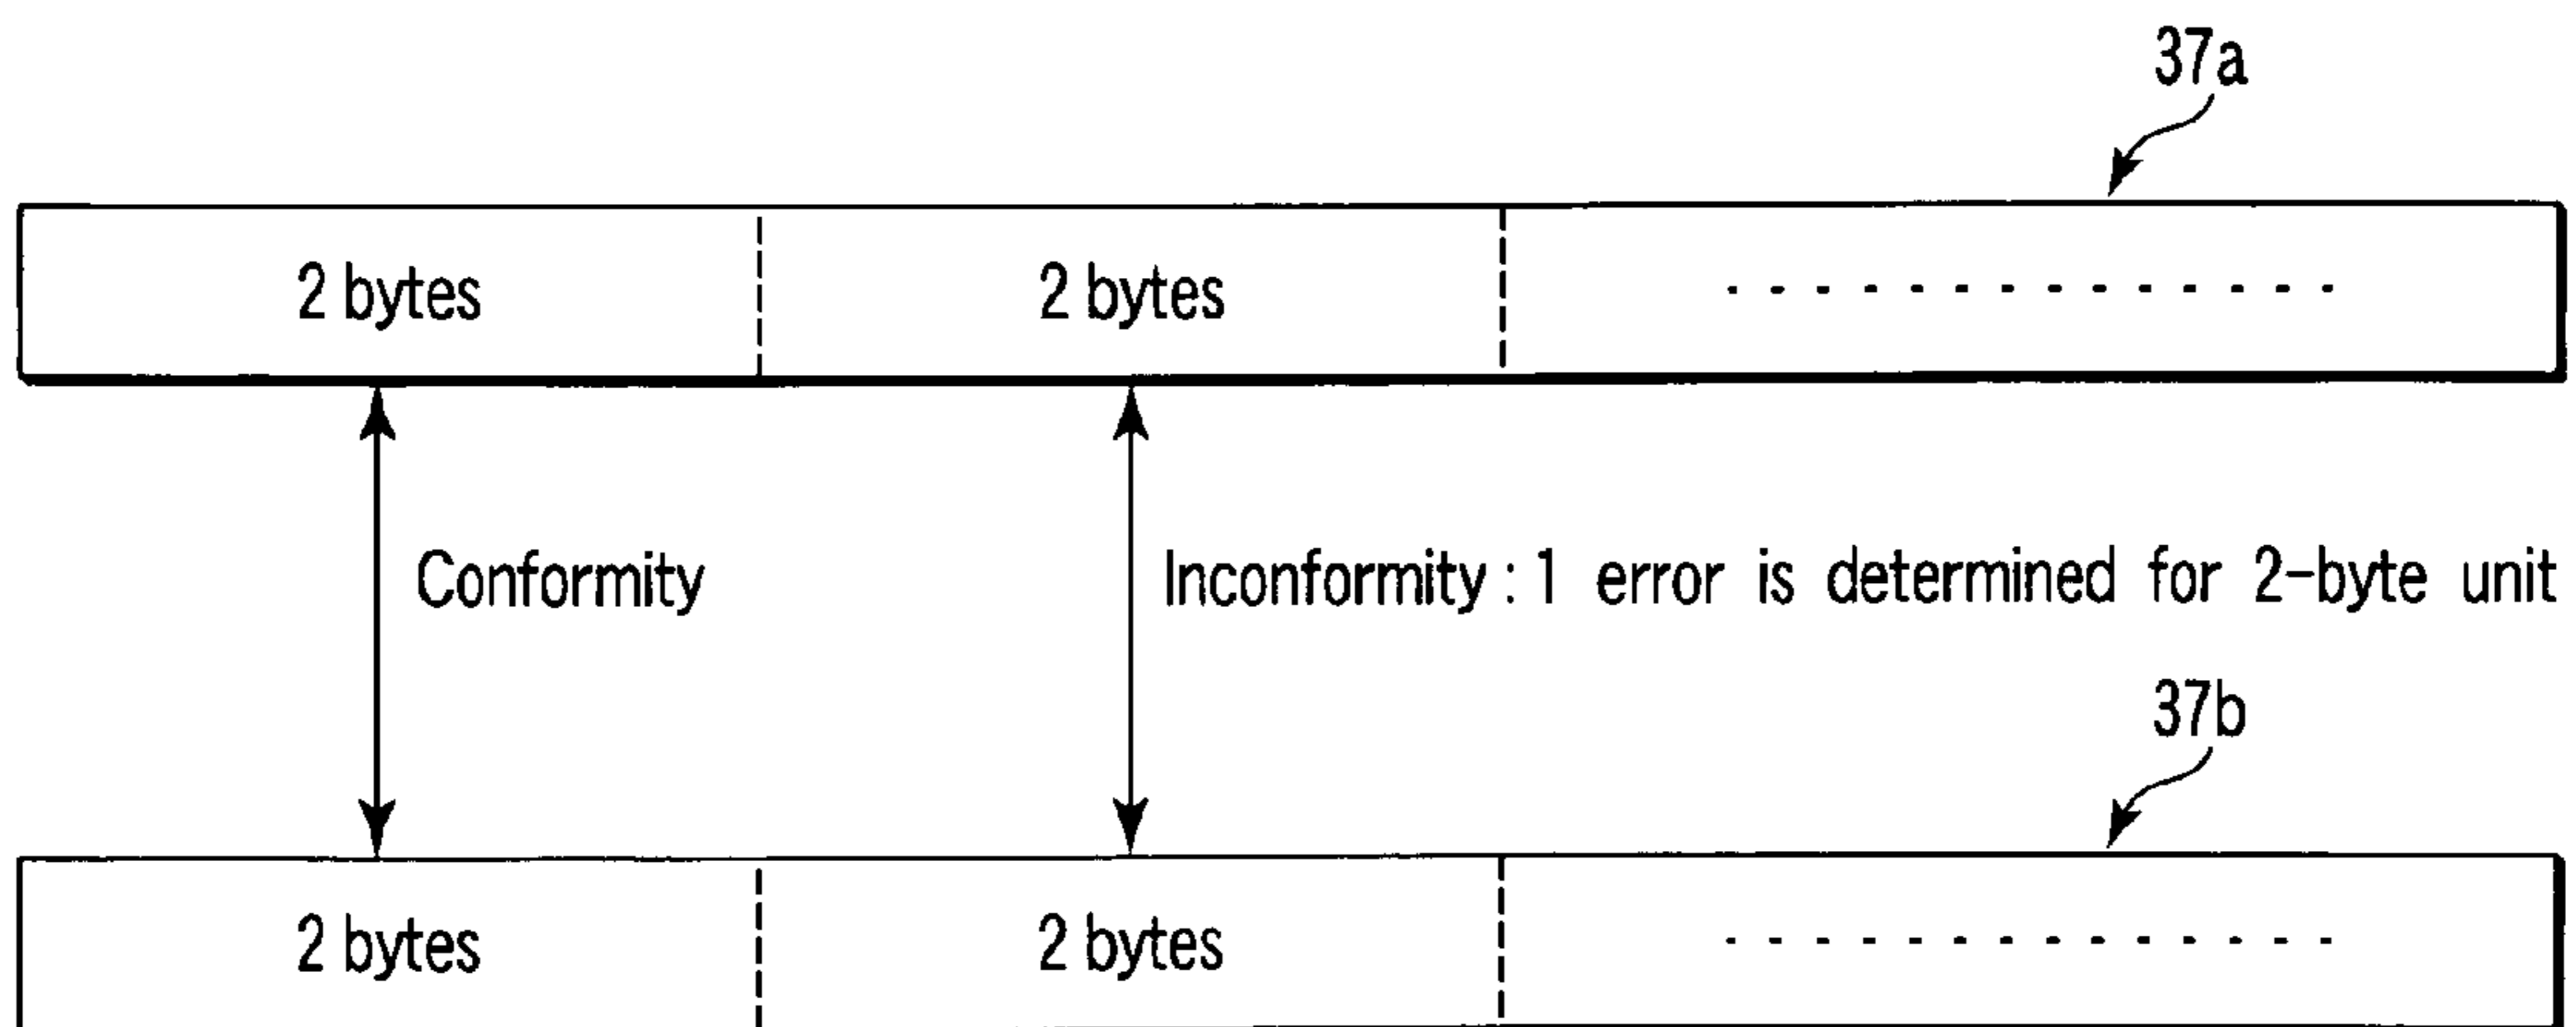 37a
2 bytes 2 bytes - - - - - - - - - - - - - -
Conformity Inconformity : 1 error is determined for 2-byte unit
37b
2 bytes 2 bytes - - - - - - - - - - - - - -